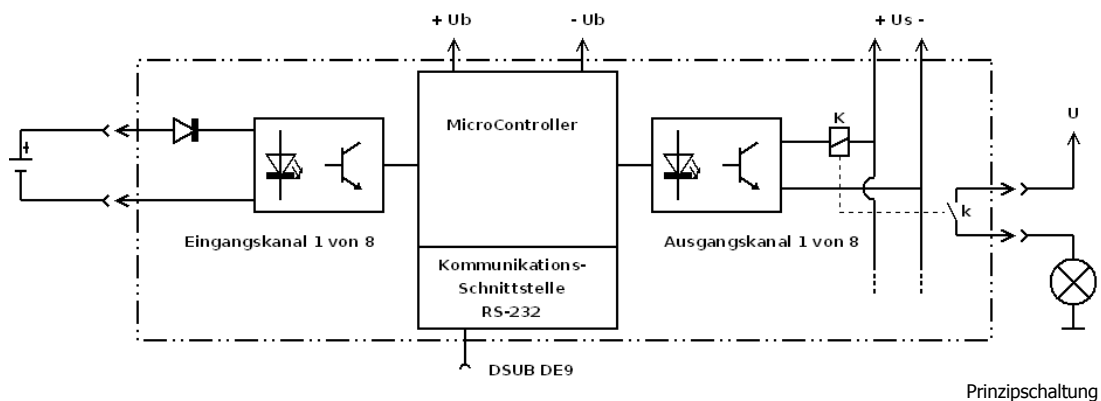 + Ub
- Ub
+ Us -
MicroController
K
U
k
Eingangskanal 1 von 8
Ausgangskanal 1 von 8
Kommunikations-
Schnittstelle
RS-232
DSUB DE9
Prinzipschaltung